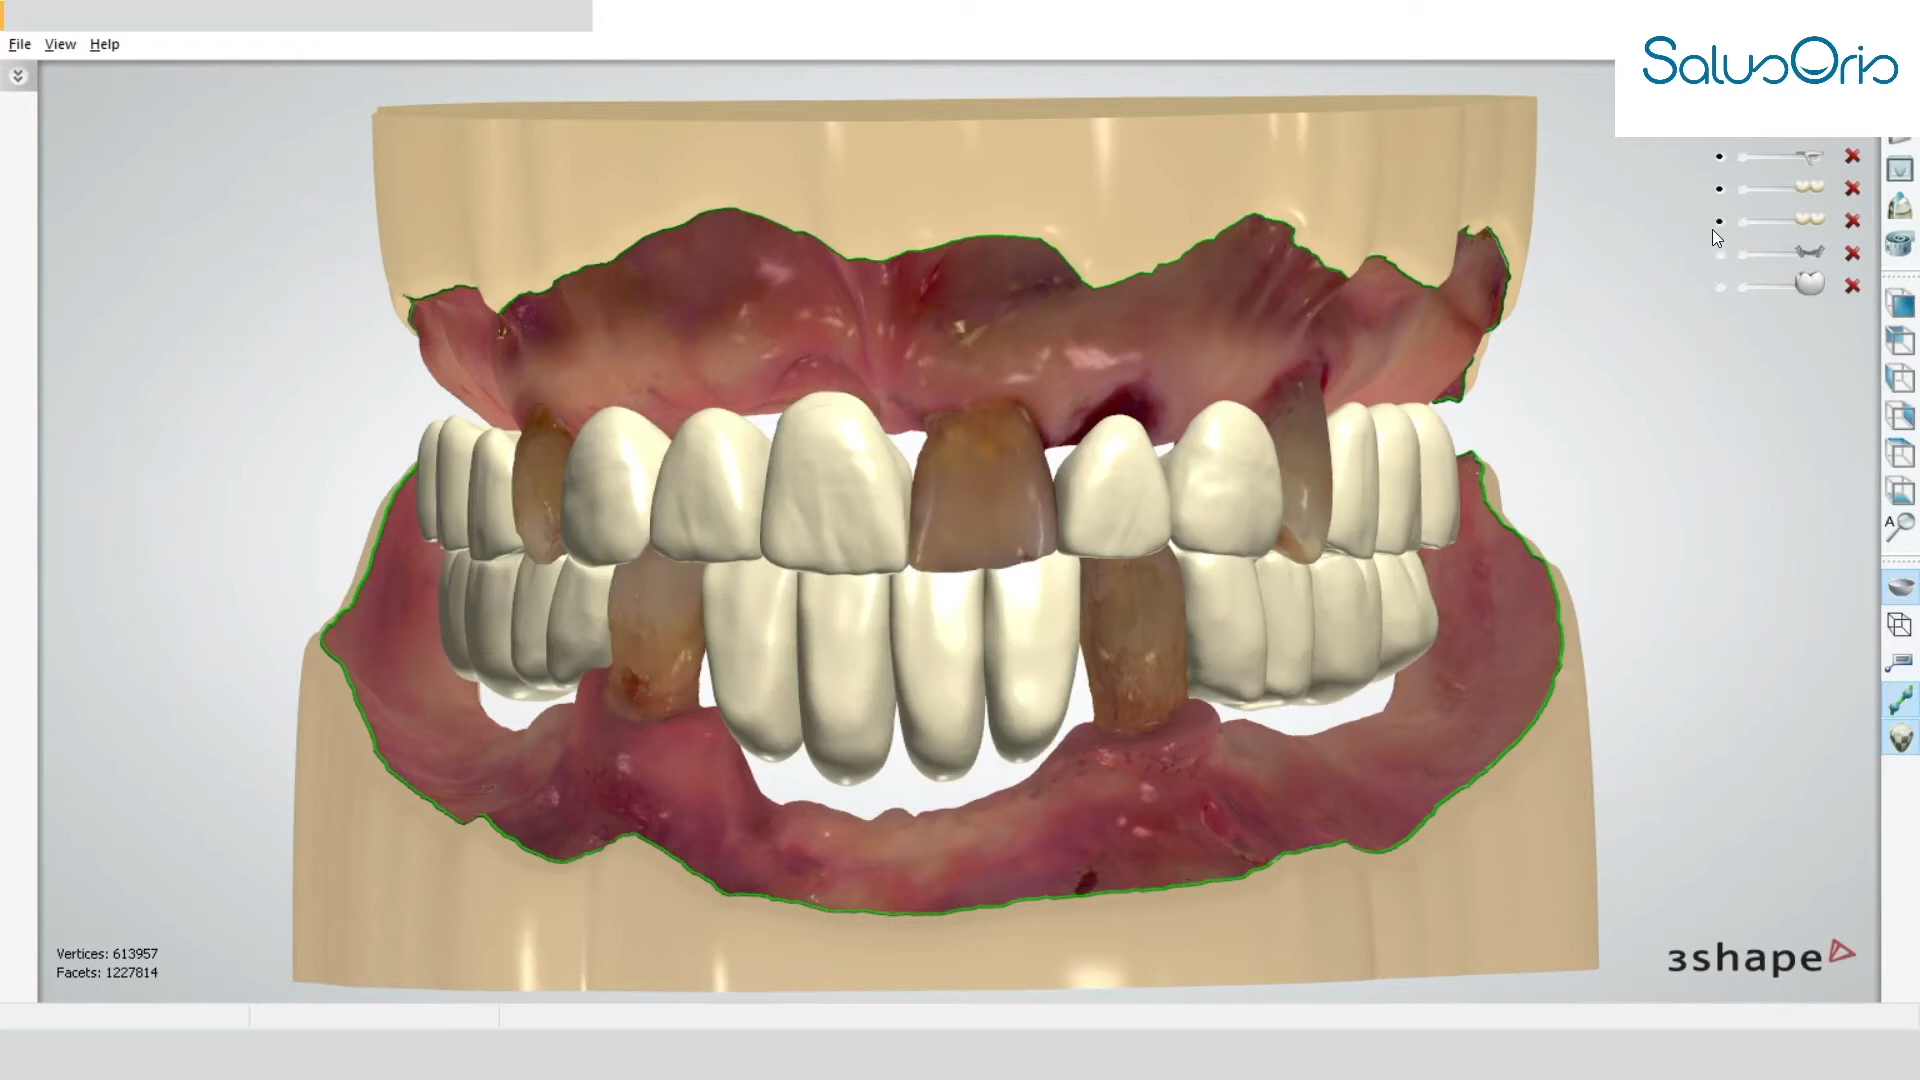 File View Help
SalusOris
A
Vertices: 613957
Facets: 1227814
3shape